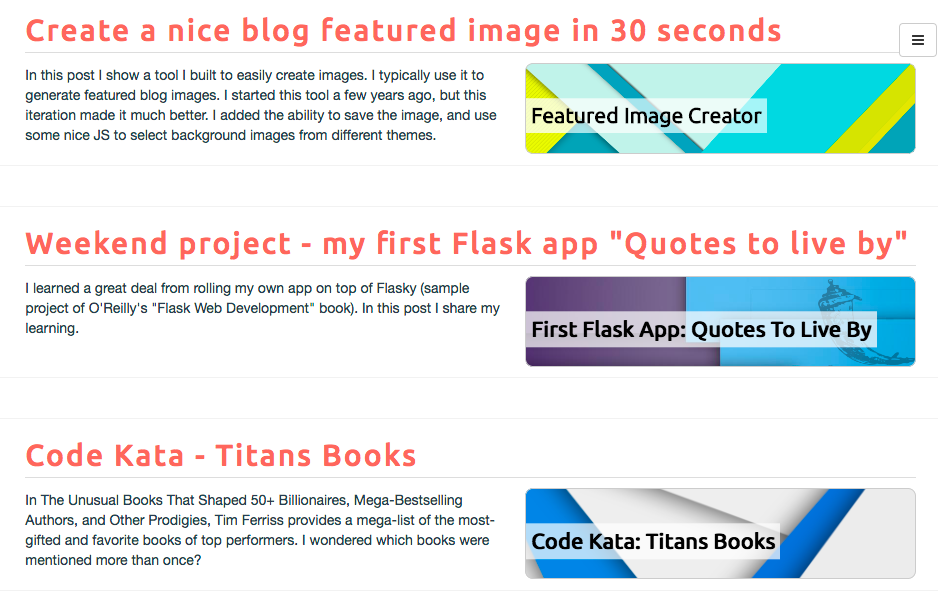 Create a nice blog featured image in 30 seconds
In this post I show a tool I built to easily create images. I typically use it to
generate featured blog images. I started this tool a few years ago, but this
iteration made it much better. I added the ability to save the image, and use
some nice JS to select background images from different themes.
Featured Image Creator
Weekend project - my first Flask app "Quotes to live by"
I learned a great deal from rolling my own app on top of Flasky (sample
project of O'Reilly's "Flask Web Development" book). In this post I share my
learning.
First Flask App: Quotes To Live By
Code Kata - Titans Books
In The Unusual Books That Shaped 50+ Billionaires, Mega-Bestselling
Authors, and Other Prodigies, Tim Ferriss provides a mega-list of the most-
gifted and favorite books of top performers. I wondered which books were
mentioned more than once?
Code Kata: Titans Books